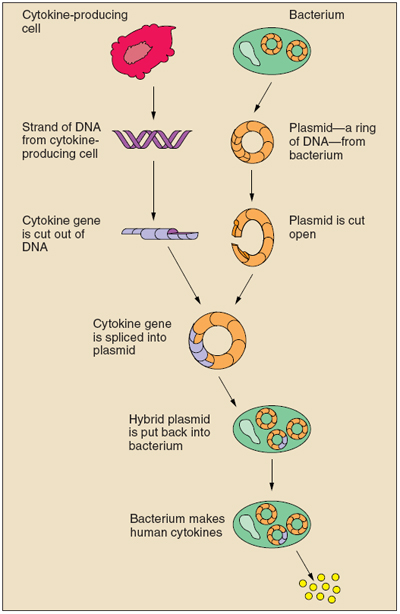 Cytokine-producing
cell
Bacterium
Strand of DNA
from cytokine-
producing cell
Plasmid—a ring
of DNA—from
bacterium
Cytokine gene
is cut out of
DNA
Plasmid is cut
open
Cytokine gene
is spliced into
plasmid
Hybrid plasmid
is put back into
bacterium
Bacterium makes
human cytokines